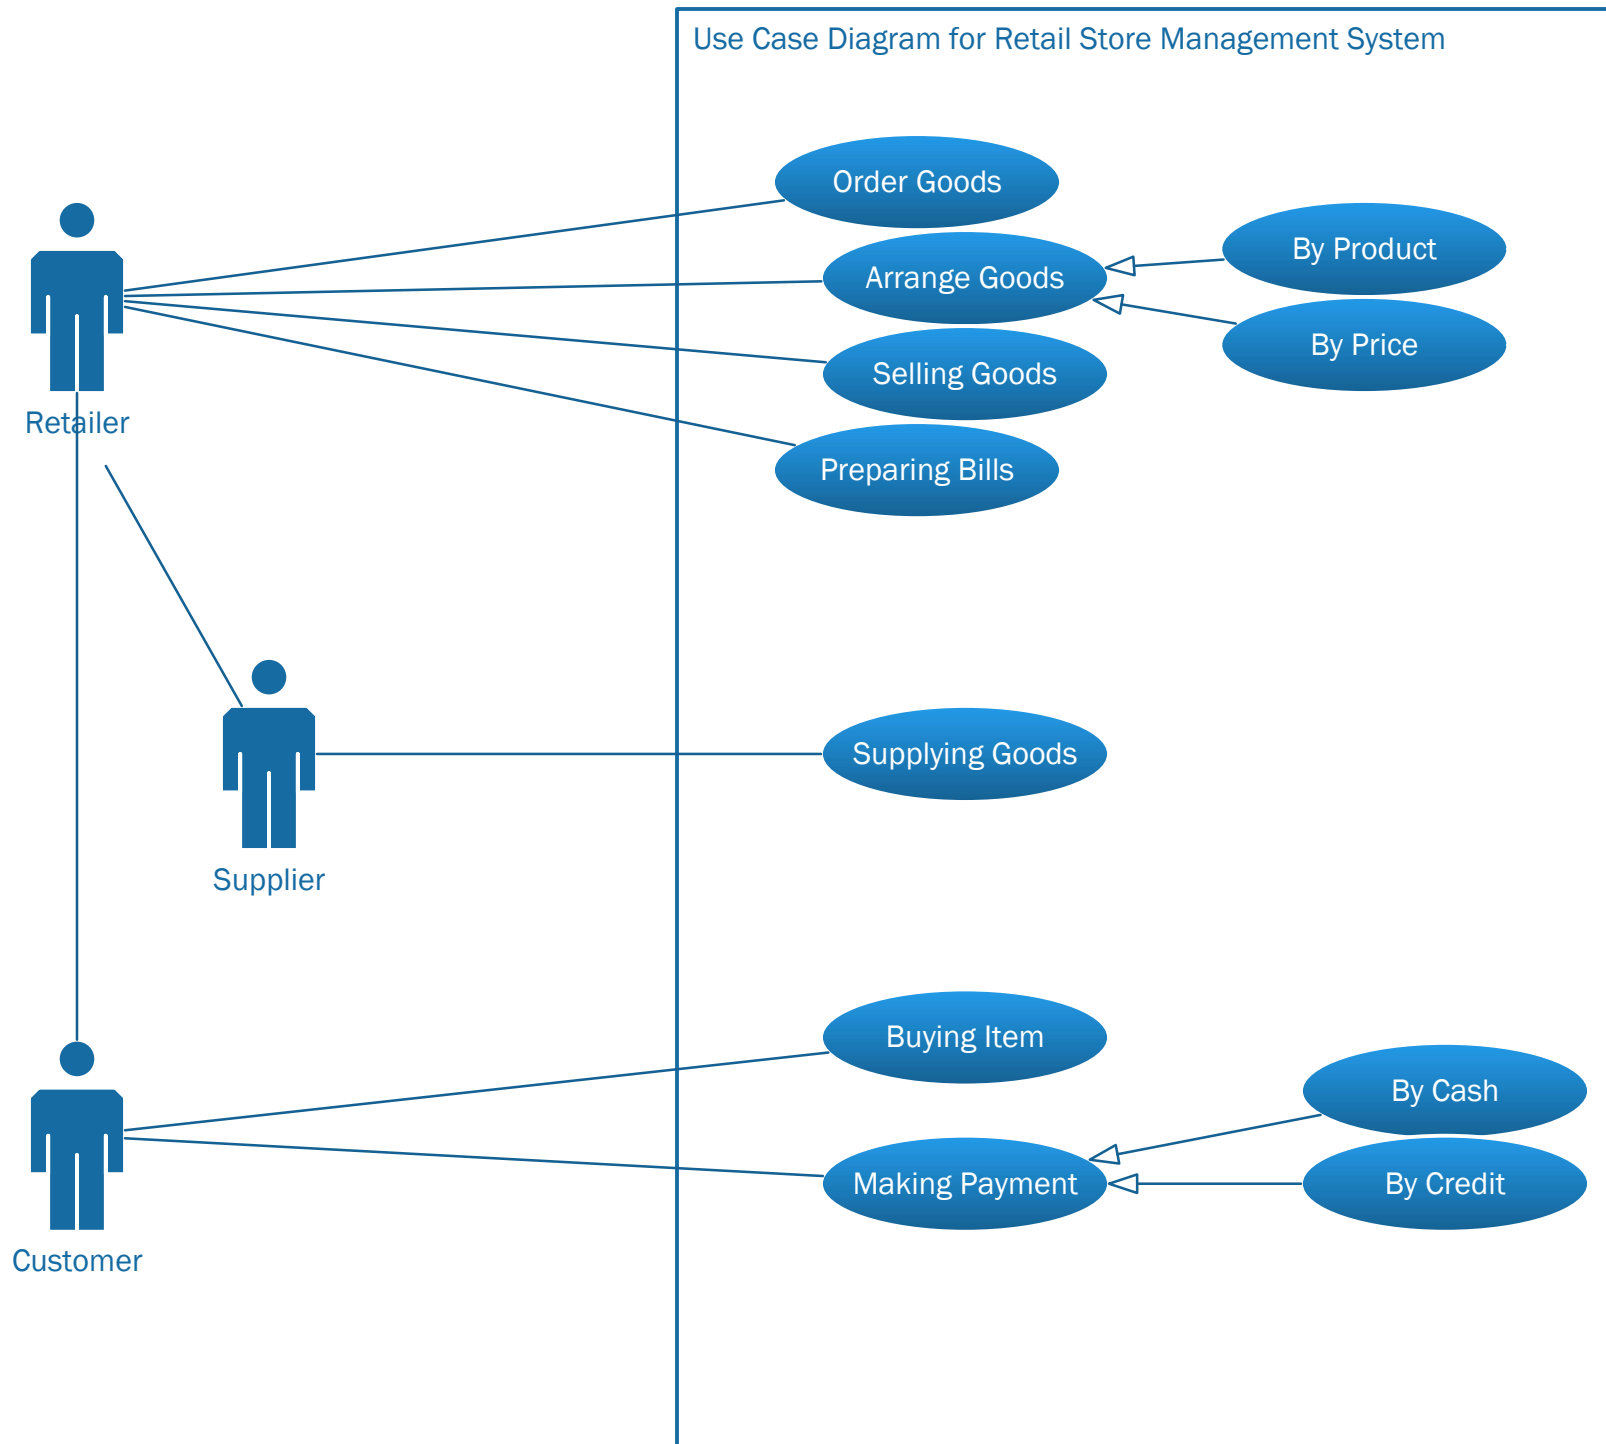 Use Case Diagram for Retail Store Management System
Order Goods
Arrange Goods
By Product
By Price
Selling Goods
Preparing Bills
Retailer
Supplying Goods
Supplier
Buying Item
By Cash
Making Payment
By Credit
Customer